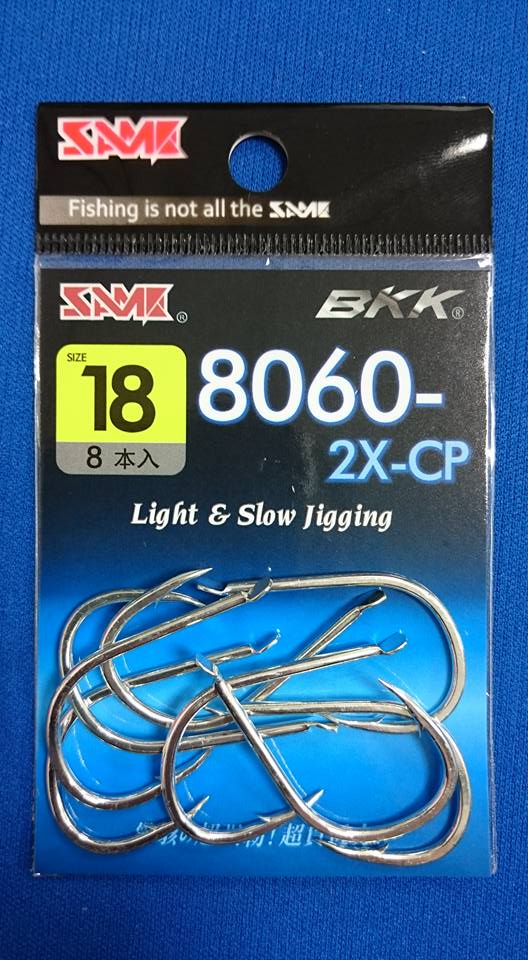 SAME
Fishing is not all the SAME
SAME® BKK®
SIZE
18
8 本入
8060-
2X-CP
Light & Slow Jigging